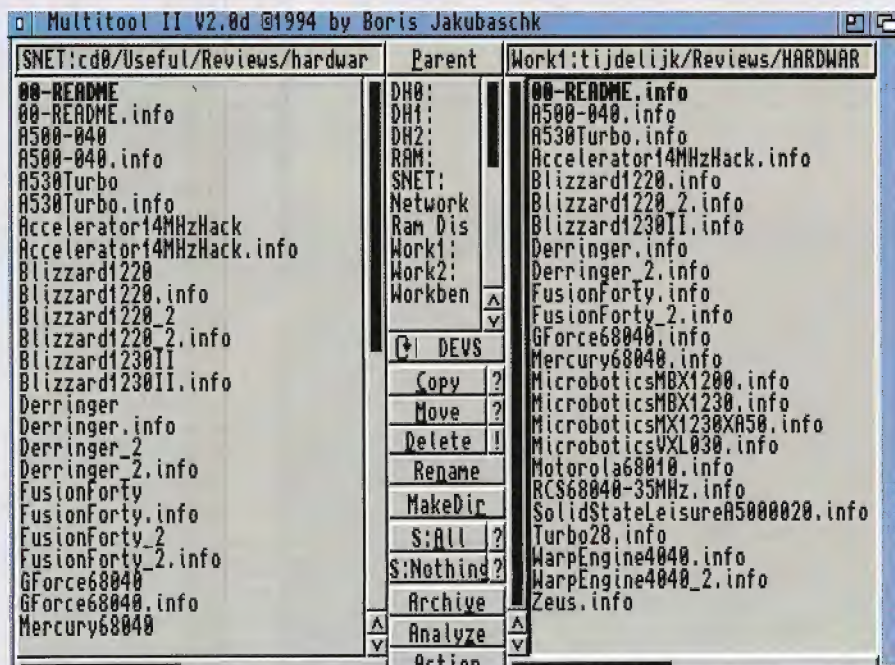 Multitool II V2.0d ©1994 by Boris Jakubaschk
SNET:cd0/Useful/Reviews/hardwar
00-README
00-README.info
A500-040
A500-040.info
A530Turbo
A530Turbo.info
Accelerator14MHzHack
Accelerator14MHzHack.info
Blizzard1220
Blizzard1220.info
Blizzard1220_2
Blizzard1220_2.info
Blizzard1230II
Blizzard1230II.info
Derringer
Derringer.info
Derringer_2
Derringer_2.info
FusionForty
FusionForty.info
FusionForty_2
FusionForty_2.info
GForce68040
GForce68040.info
Mercury68040
Parent
DH0:
DH1:
DH2:
RAM:
SNET:
Network
Ram Dis
Work1:
Work2:
Workben
DEVS
Copy ?
Move ?
Delete !
Rename
MakeDir
S:All ?
S:Nothing ?
Archive
Analyze
Action
Work1:tijdelijk/Reviews/HARDWAR
00-README.info
A500-040.info
A530Turbo.info
Accelerator14MHzHack.info
Blizzard1220.info
Blizzard1220_2.info
Blizzard1230II.info
Derringer.info
Derringer_2.info
FusionForty.info
FusionForty_2.info
GForce68040.info
Mercury68040.info
MicroboticsMBX1200.info
MicroboticsMBX1230.info
MicroboticsMX1230XA50.info
MicroboticsVXL030.info
Motorola68010.info
RCS68040-35MHz.info
SolidStateLeisureA5000020.info
Turbo28.info
WarpEngine4040.info
WarpEngine4040_2.info
Zeus.info